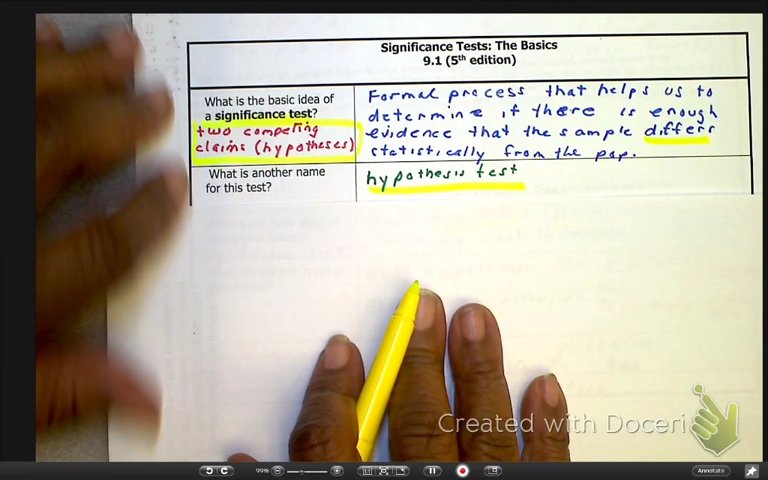 Significance Tests: The Basics
9.1 (5th edition)
What is the basic idea of
a significance test?
two competing
claims (hypotheses)
Formal process that helps us to
determine if there is enough
evidence that the sample differs
statistically from the pop.
What is another name
for this test?
hypothesis test
Created with Doceri
99%
Annotate